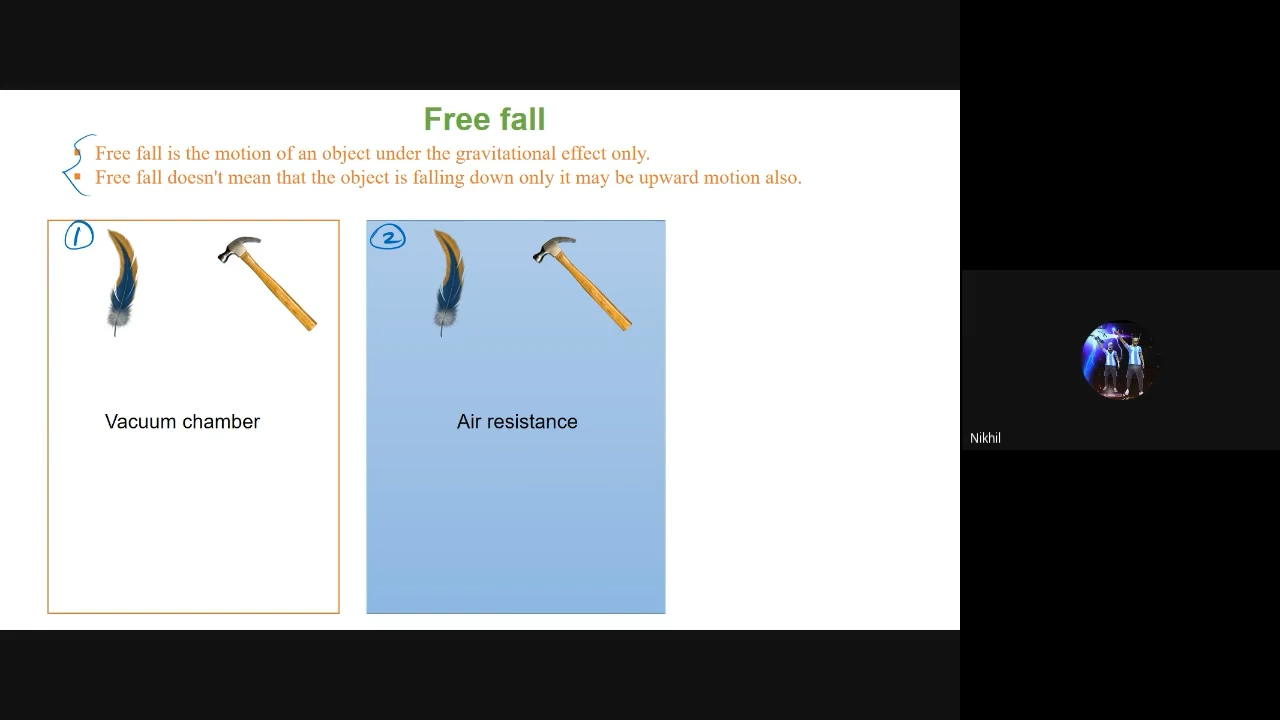 Free fall
Free fall is the motion of an object under the gravitational effect only.
Free fall doesn't mean that the object is falling down only it may be upward motion also.
1
2
Vacuum chamber
Air resistance
Nikhil